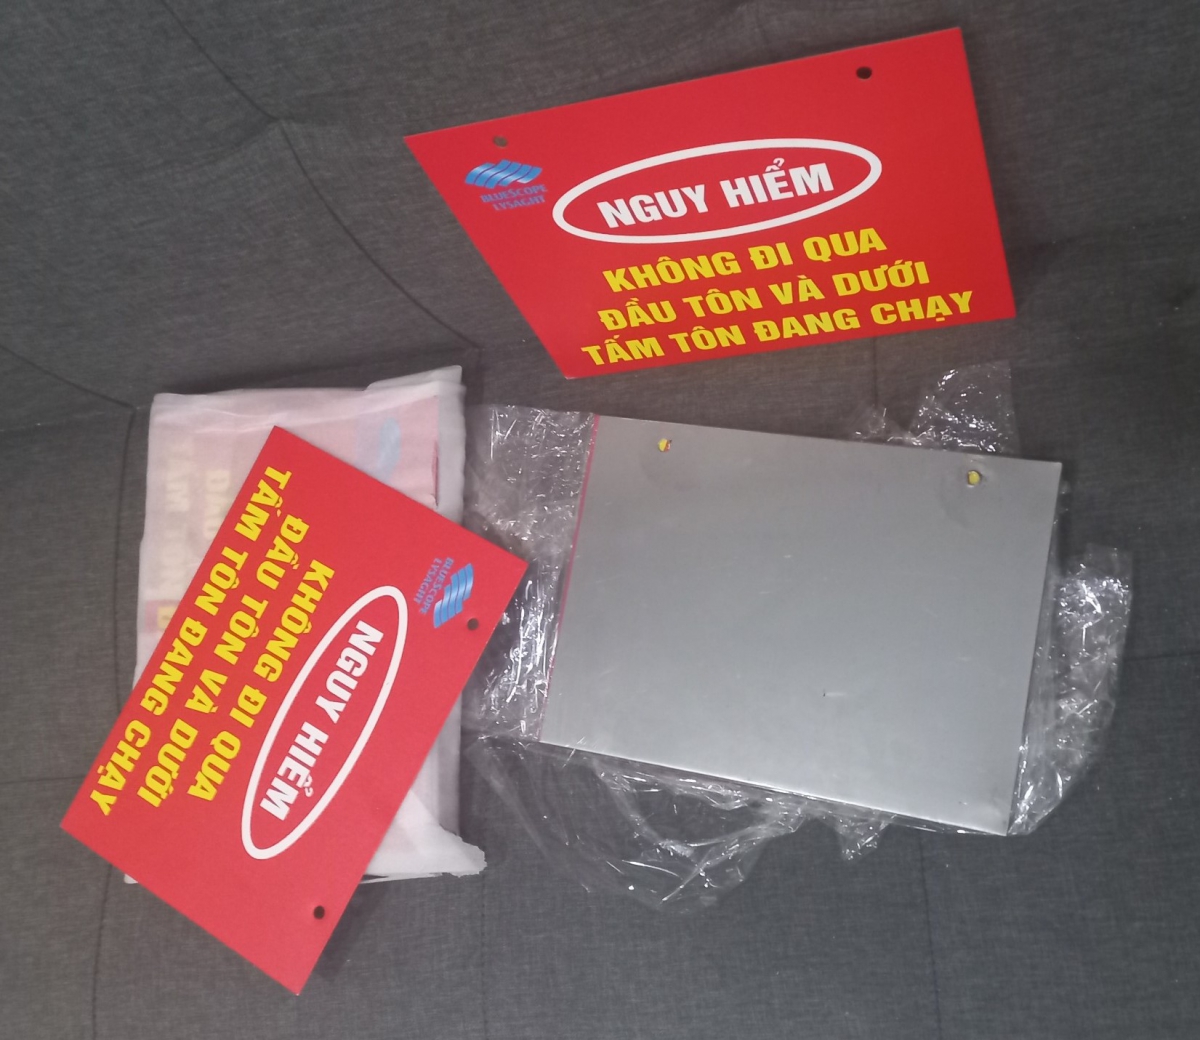 BLUESCOPE
LYSAGHT
NGUY HIỂM
KHÔNG ĐI QUA
ĐẦU TÔN VÀ DƯỚI
TẤM TÔN ĐANG CHẠY
BLUESCOPE
LYSAGHT
NGUY HIỂM
KHÔNG ĐI QUA
ĐẦU TÔN VÀ DƯỚI
TẤM TÔN ĐANG CHẠY